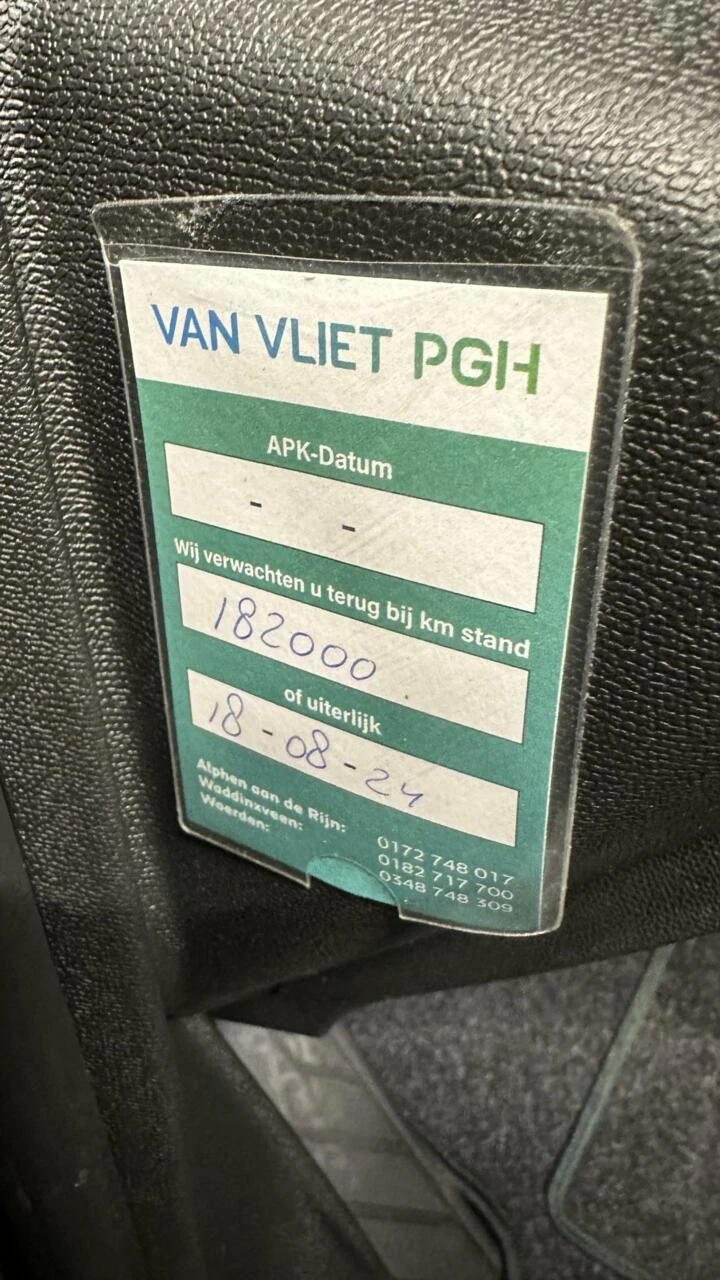 VAN VLIET PGH
APK-Datum
- -
Wij verwachten u terug bij km stand
182000
of uiterlijk
18-08-24
Alphen aan de Rijn: 0172 748 017
Waddinxveen: 0182 717 700
Woerden: 0348 748 309